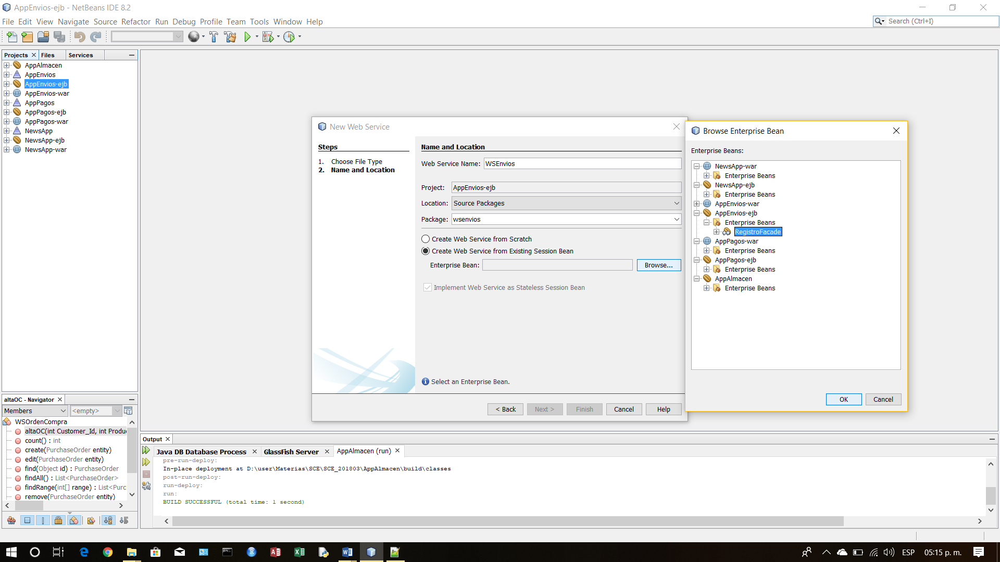 AppEnvios-ejb - NetBeans IDE 8.2
File Edit View Navigate Source Refactor Run Debug Profile Team Tools Window Help
Search (Ctrl+I)
Projects Files Services
AppAlmacen
AppEnvios
AppEnvios-ejb
AppEnvios-war
AppPagos
AppPagos-ejb
AppPagos-war
NewsApp
NewsApp-ejb
NewsApp-war
New Web Service
Steps
1. Choose File Type
2. Name and Location
Name and Location
Web Service Name: WSEnvios
Project: AppEnvios-ejb
Location: Source Packages
Package: wsenvios
Create Web Service from Scratch
Create Web Service from Existing Session Bean
Enterprise Bean: Browse...
Implement Web Service as Stateless Session Bean
Select an Enterprise Bean.
< Back Next > Finish Cancel Help
Browse Enterprise Bean
Enterprise Beans:
NewsApp-war
Enterprise Beans
NewsApp-ejb
Enterprise Beans
AppEnvios-war
AppEnvios-ejb
Enterprise Beans
RegistroFacade
AppPagos-war
Enterprise Beans
AppPagos-ejb
Enterprise Beans
AppAlmacen
Enterprise Beans
OK Cancel
altaOC - Navigator
Members <empty>
WSOrdenCompra
altaOC(int Customer_Id, int Produ
count() : int
create(PurchaseOrder entity)
edit(PurchaseOrder entity)
find(Object id) : PurchaseOrder
findAll() : List<PurchaseOrder>
findRange(int[] range) : List<Purc
remove(PurchaseOrder entity)
Output
Java DB Database Process GlassFish Server AppAlmacen (run)
pre-run-deploy:
In-place deployment at D:\user\Materias\SCE\SCE_201803\AppAlmacen\build\classes
post-run-deploy:
run-deploy:
run:
BUILD SUCCESSFUL (total time: 1 second)
ESP 05:15 p. m.